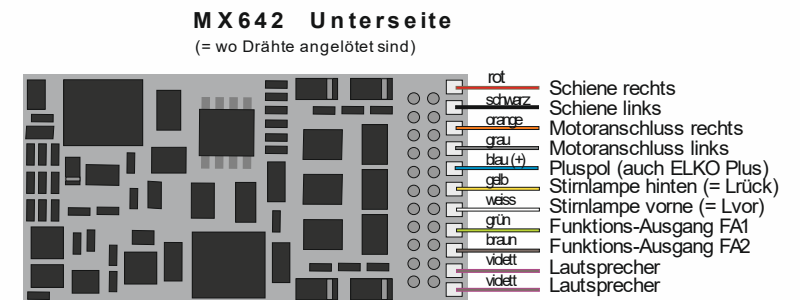 MX642 Unterseite
(= wo Drähte angelötet sind)
rot Schiene rechts
schwarz Schiene links
orange Motoranschluss rechts
grau Motoranschluss links
blau (+) Pluspol (auch ELKO Plus)
gelb Stirnlampe hinten (= Lrück)
weiss Stirnlampe vorne (= Lvor)
grün Funktions-Ausgang FA1
braun Funktions-Ausgang FA2
vidett Lautsprecher
vidett Lautsprecher